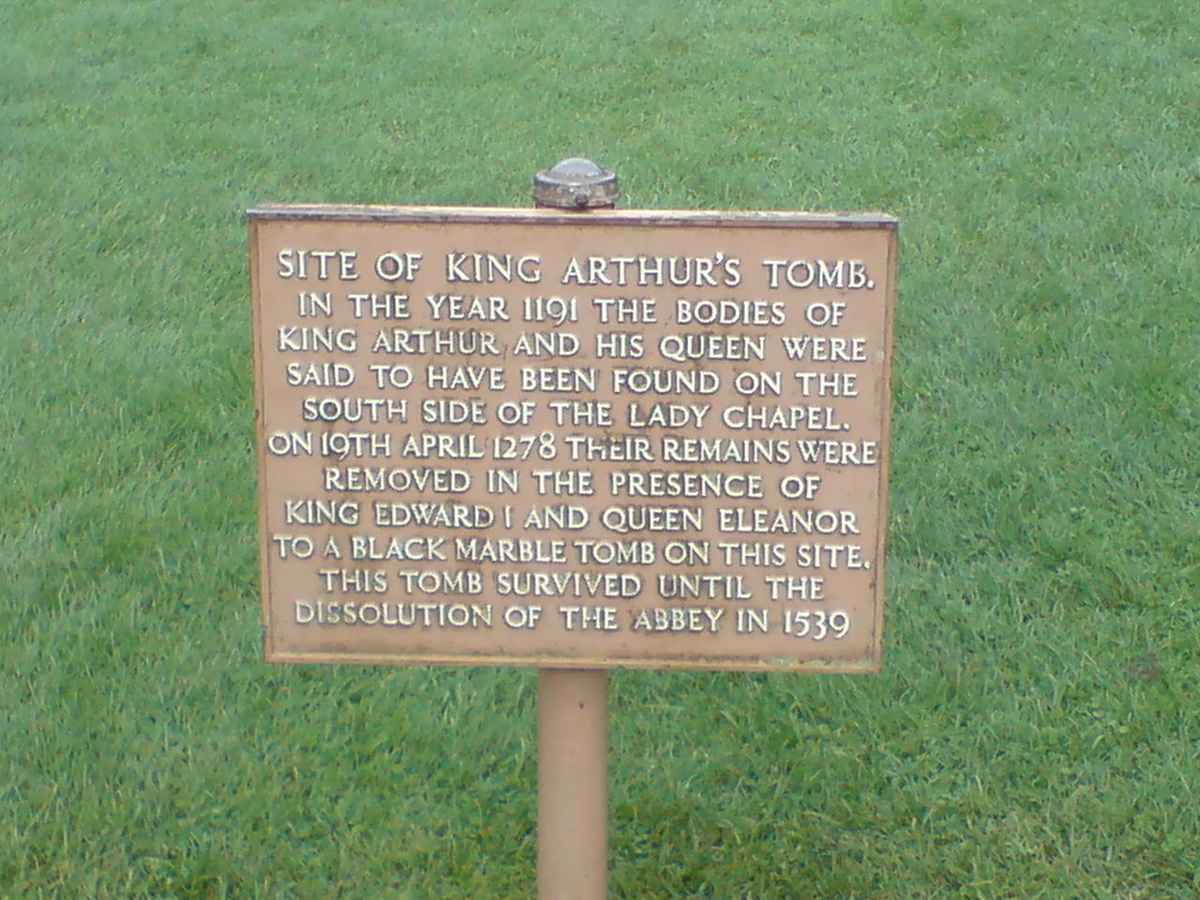 SITE OF KING ARTHUR'S TOMB.
IN THE YEAR 1191 THE BODIES OF
KING ARTHUR AND HIS QUEEN WERE
SAID TO HAVE BEEN FOUND ON THE
SOUTH SIDE OF THE LADY CHAPEL.
ON 19TH APRIL 1278 THEIR REMAINS WERE
REMOVED IN THE PRESENCE OF
KING EDWARD I AND QUEEN ELEANOR
TO A BLACK MARBLE TOMB ON THIS SITE.
THIS TOMB SURVIVED UNTIL THE
DISSOLUTION OF THE ABBEY IN 1539